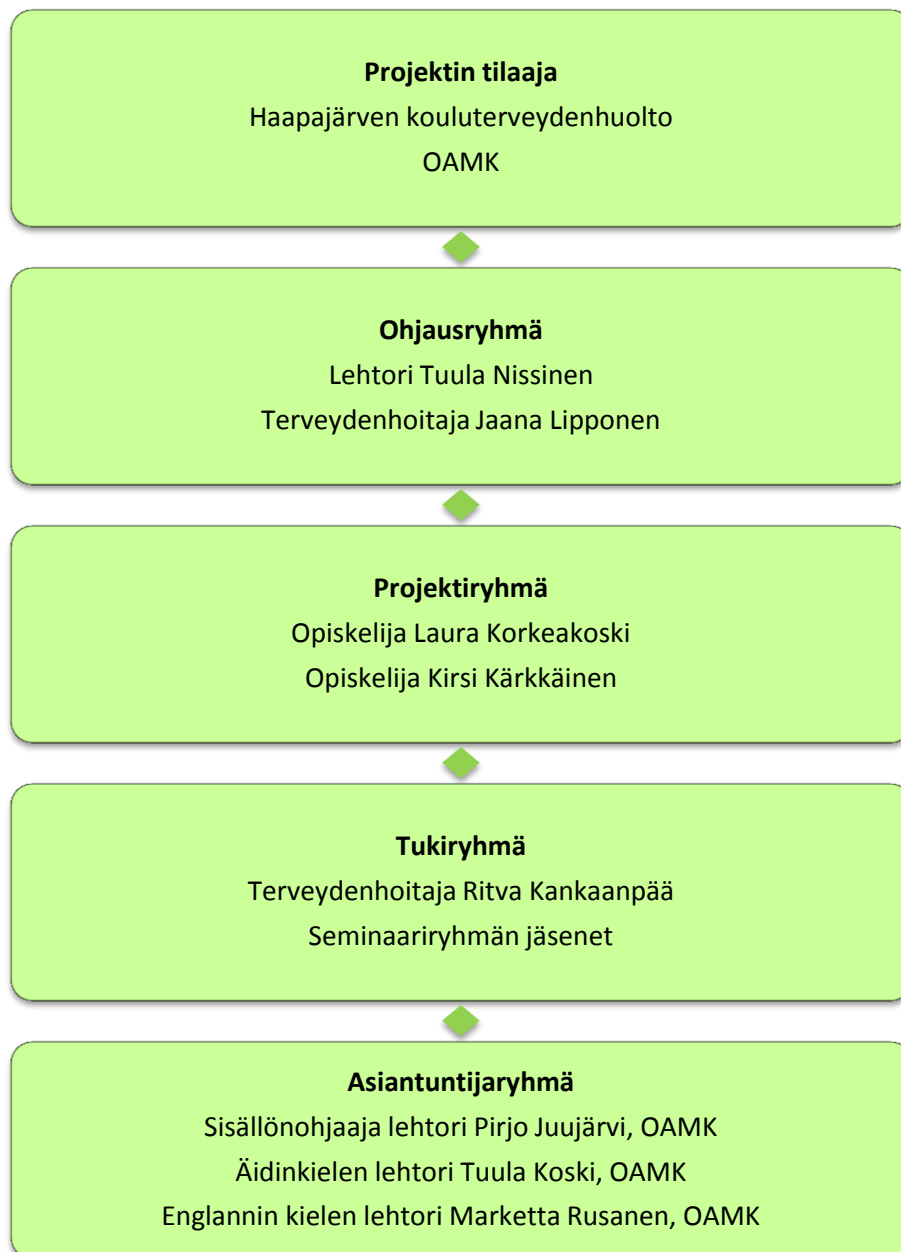 Projektin tilaaja
Haapajärven kouluterveydenhuolto
OAMK
Ohjausryhmä
Lehtori Tuula Nissinen
Terveydenhoitaja Jaana Lipponen
Projektiryhmä
Opiskelija Laura Korkeakoski
Opiskelija Kirsi Kärkkäinen
Tukiryhmä
Terveydenhoitaja Ritva Kankaanpää
Seminaariryhmän jäsenet
Asiantuntijaryhmä
Sisällönohjaaja lehtori Pirjo Juujärvi, OAMK
Äidinkielen lehtori Tuula Koski, OAMK
Englannin kielen lehtori Marketta Rusanen, OAMK